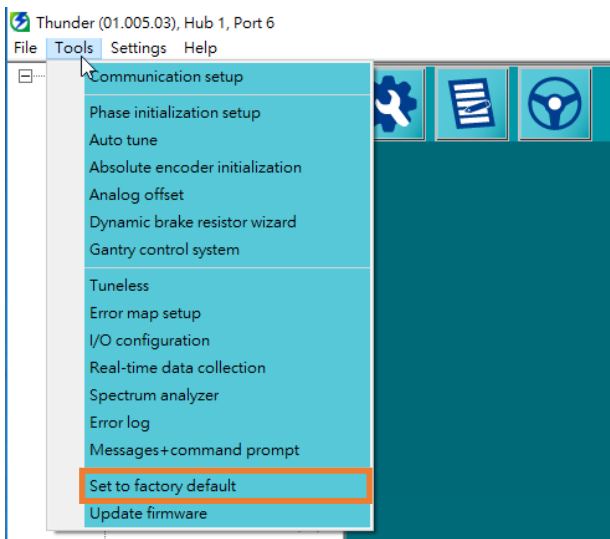 Thunder (01.005.03), Hub 1, Port 6
File Tools Settings Help
Communication setup
Phase initialization setup
Auto tune
Absolute encoder initialization
Analog offset
Dynamic brake resistor wizard
Gantry control system
Tuneless
Error map setup
I/O configuration
Real-time data collection
Spectrum analyzer
Error log
Messages+command prompt
Set to factory default
Update firmware